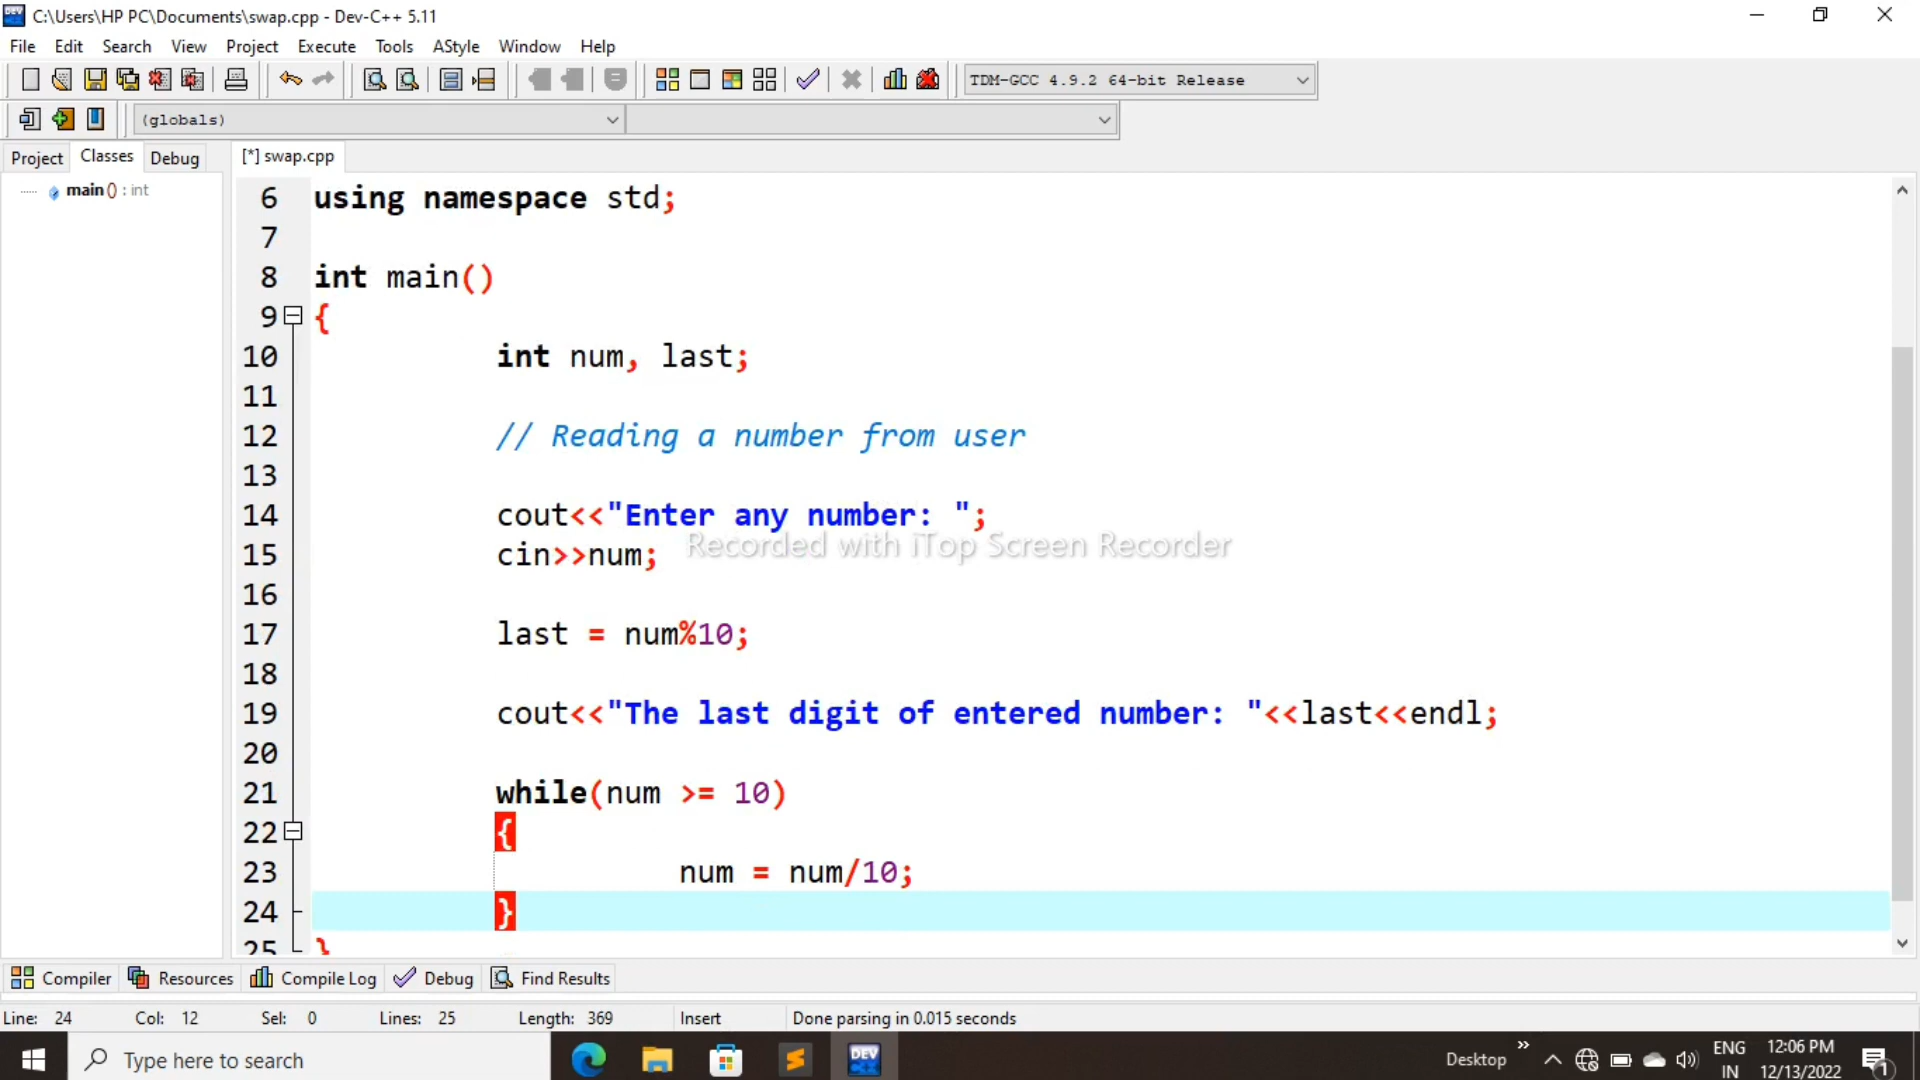 C:\Users\HP PC\Documents\swap.cpp - Dev-C++ 5.11
File Edit Search View Project Execute Tools AStyle Window Help
TDM-GCC 4.9.2 64-bit Release
(globals)
Project Classes Debug [*] swap.cpp
main () : int
6 using namespace std;
7
8 int main()
9 {
10 int num, last;
11
12 // Reading a number from user
13
14 cout<<"Enter any number: ";
15 cin>>num;
Recorded with iTop Screen Recorder
16
17 last = num%10;
18
19 cout<<"The last digit of entered number: "<<last<<endl;
20
21 while(num >= 10)
22 {
23 num = num/10;
24 }
25 }
Compiler Resources Compile Log Debug Find Results
Line: 24 Col: 12 Sel: 0 Lines: 25 Length: 369 Insert Done parsing in 0.015 seconds
Type here to search
DEV
Desktop
ENG
IN
12:06 PM
12/13/2022
1